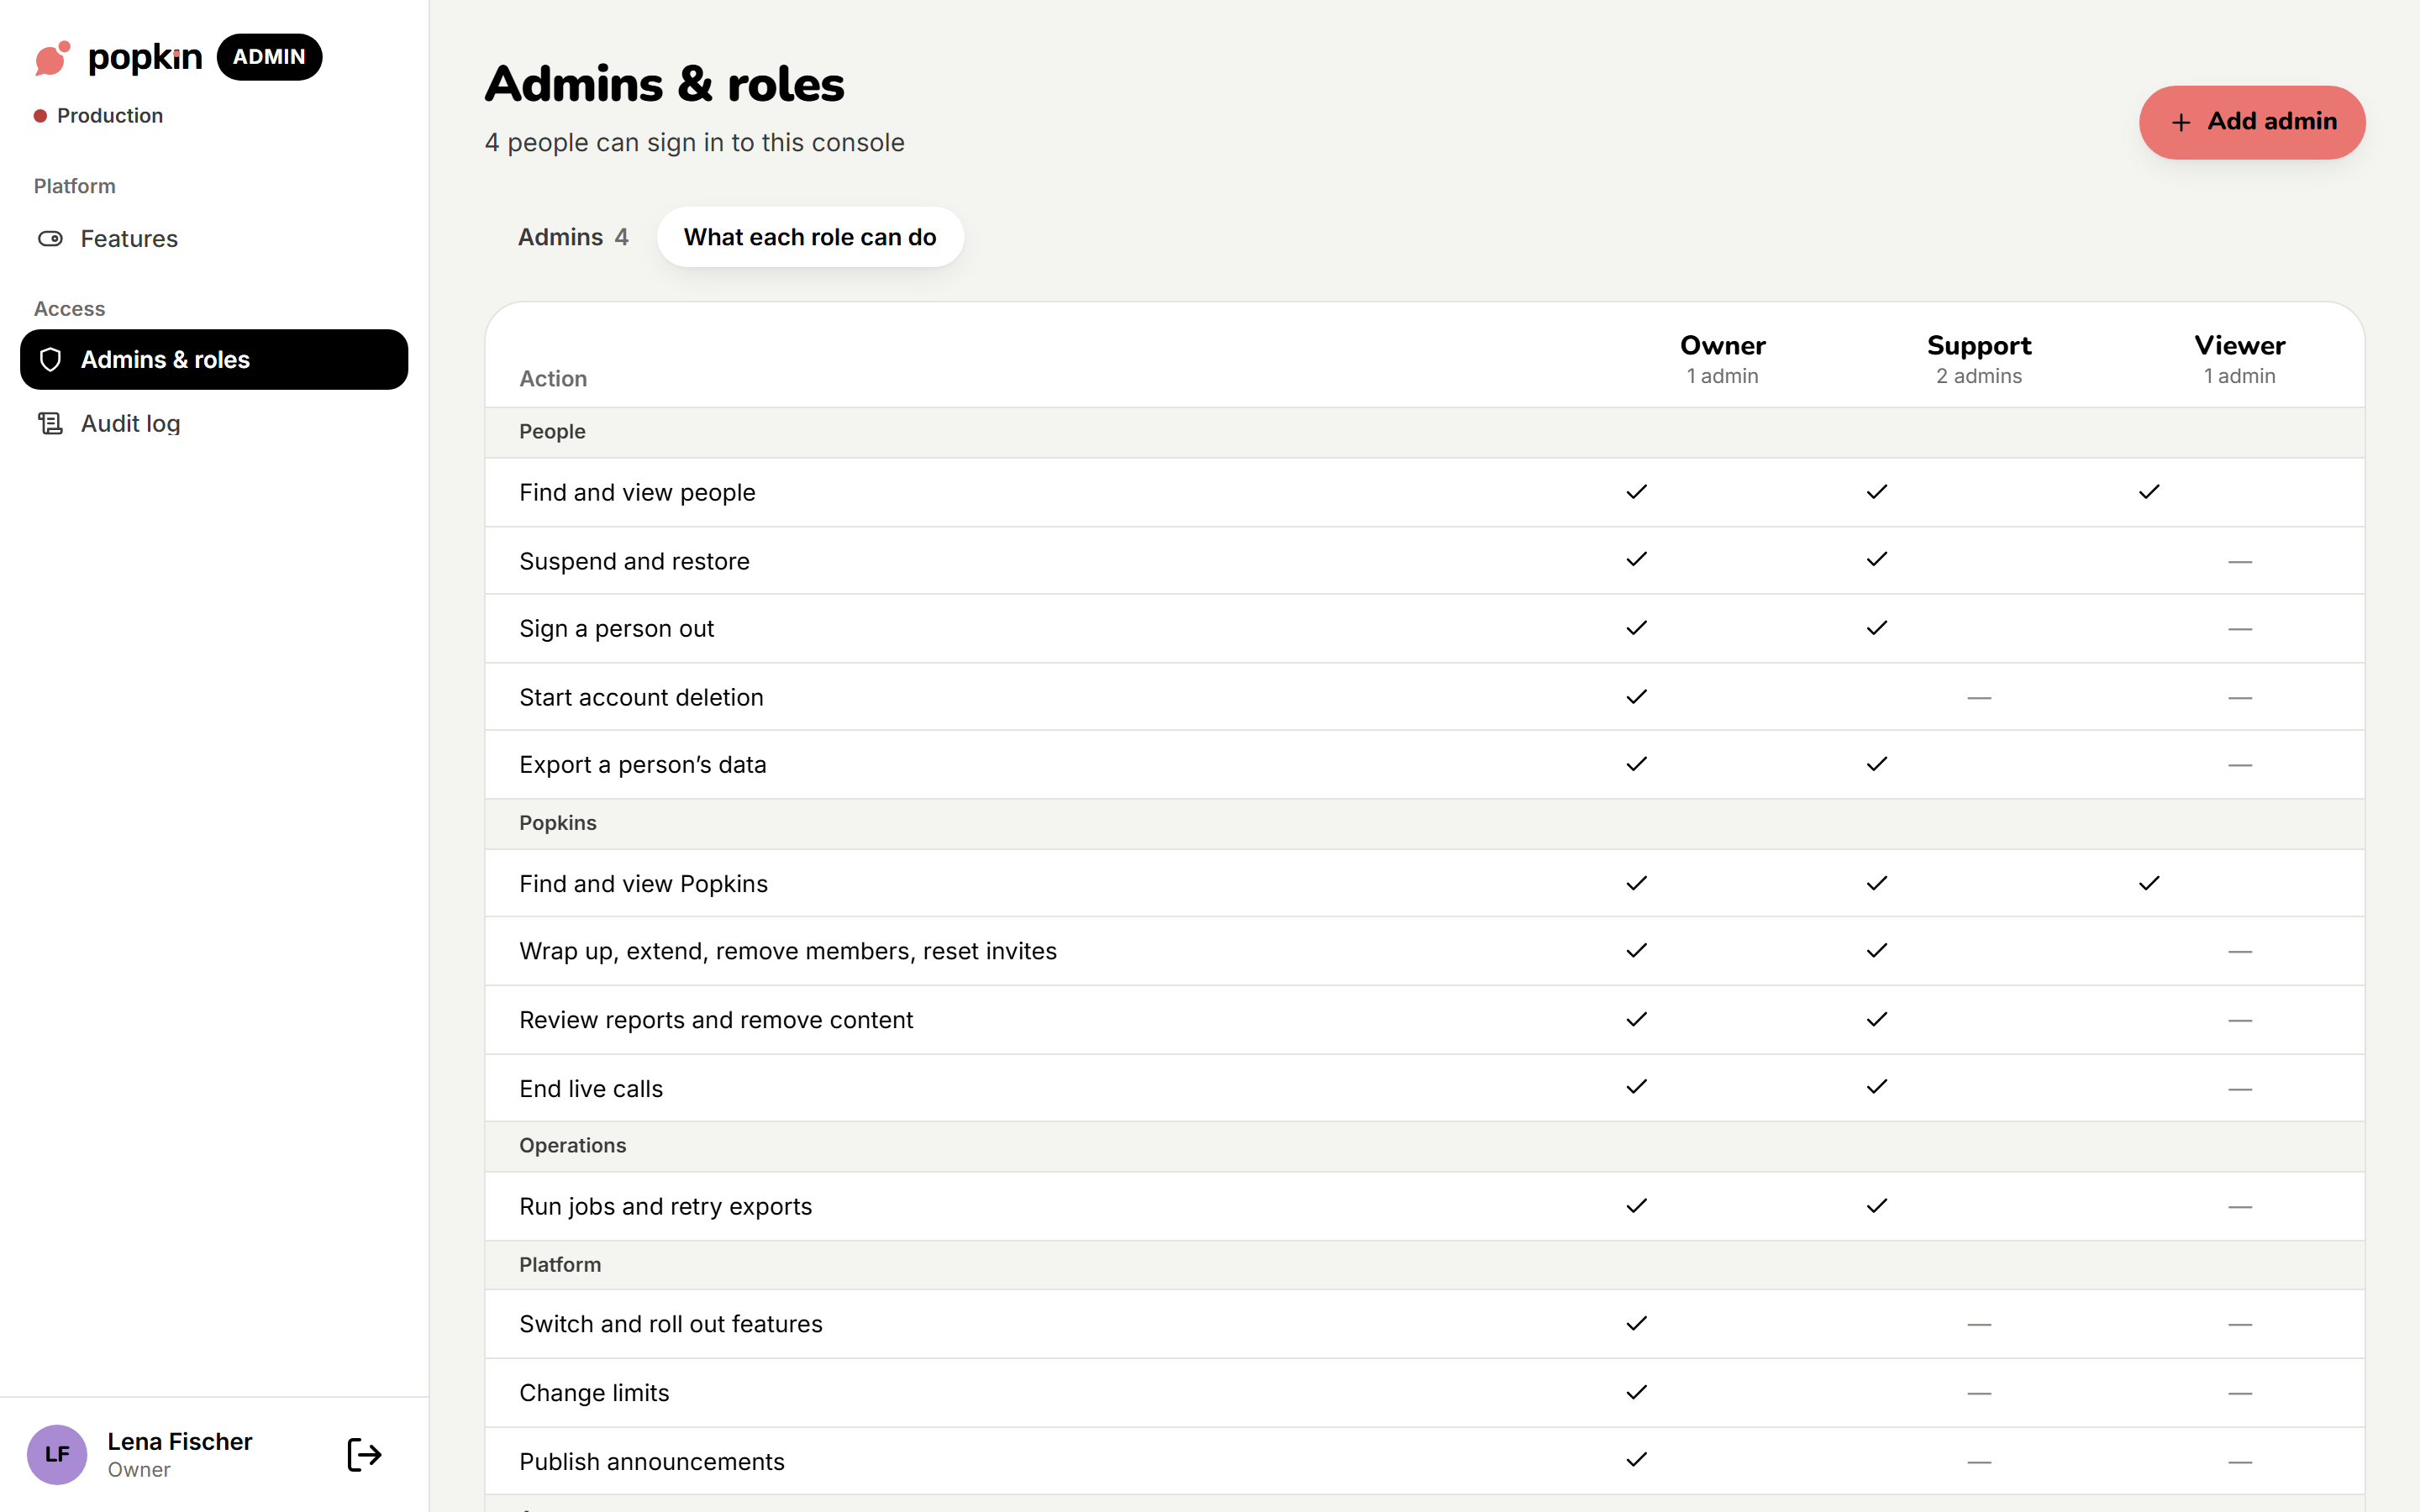 popkin ADMIN
Production
Platform
Features
Access
Admins & roles
Audit log
LF
Lena Fischer
Owner
Admins & roles
4 people can sign in to this console
+ Add admin
Admins 4
What each role can do
Action
Owner
1 admin
Support
2 admins
Viewer
1 admin
People
Find and view people
Suspend and restore
— 
Sign a person out
—
Start account deletion
— —
Export a person’s data
—
Popkins
Find and view Popkins
Wrap up, extend, remove members, reset invites
—
Review reports and remove content
—
End live calls
—
Operations
Run jobs and retry exports
—
Platform
Switch and roll out features
— —
Change limits
— —
Publish announcements
— —